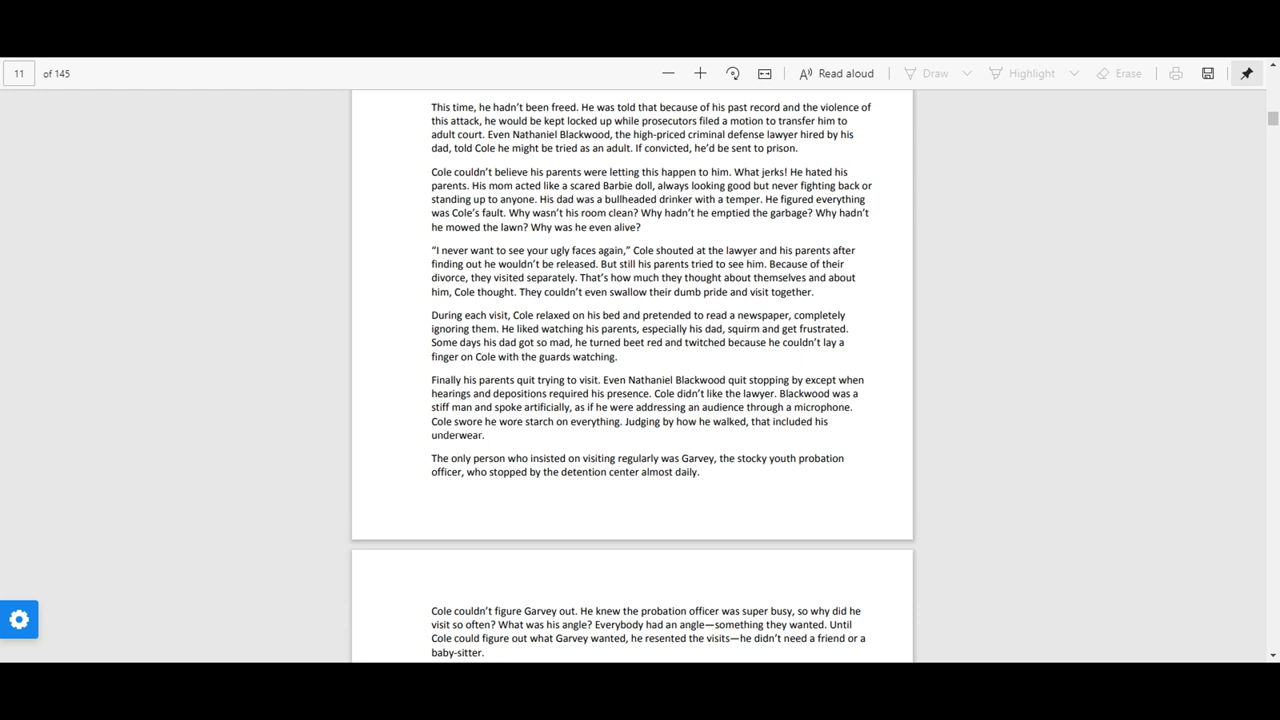 11
of 145
Read aloud
Draw
Highlight
Erase
This time, he hadn’t been freed. He was told that because of his past record and the violence of
this attack, he would be kept locked up while prosecutors filed a motion to transfer him to
adult court. Even Nathaniel Blackwood, the high-priced criminal defense lawyer hired by his
dad, told Cole he might be tried as an adult. If convicted, he’d be sent to prison.
Cole couldn’t believe his parents were letting this happen to him. What jerks! He hated his
parents. His mom acted like a scared Barbie doll, always looking good but never fighting back or
standing up to anyone. His dad was a bullheaded drinker with a temper. He figured everything
was Cole’s fault. Why wasn’t his room clean? Why hadn’t he emptied the garbage? Why hadn’t
he mowed the lawn? Why was he even alive?
“I never want to see your ugly faces again,” Cole shouted at the lawyer and his parents after
finding out he wouldn’t be released. But still his parents tried to see him. Because of their
divorce, they visited separately. That’s how much they thought about themselves and about
him, Cole thought. They couldn’t even swallow their dumb pride and visit together.
During each visit, Cole relaxed on his bed and pretended to read a newspaper, completely
ignoring them. He liked watching his parents, especially his dad, squirm and get frustrated.
Some days his dad got so mad, he turned beet red and twitched because he couldn’t lay a
finger on Cole with the guards watching.
Finally his parents quit trying to visit. Even Nathaniel Blackwood quit stopping by except when
hearings and depositions required his presence. Cole didn’t like the lawyer. Blackwood was a
stiff man and spoke artificially, as if he were addressing an audience through a microphone.
Cole swore he wore starch on everything. Judging by how he walked, that included his
underwear.
The only person who insisted on visiting regularly was Garvey, the stocky youth probation
officer, who stopped by the detention center almost daily.
Cole couldn’t figure Garvey out. He knew the probation officer was super busy, so why did he
visit so often? What was his angle? Everybody had an angle—something they wanted. Until
Cole could figure out what Garvey wanted, he resented the visits—he didn’t need a friend or a
baby-sitter.